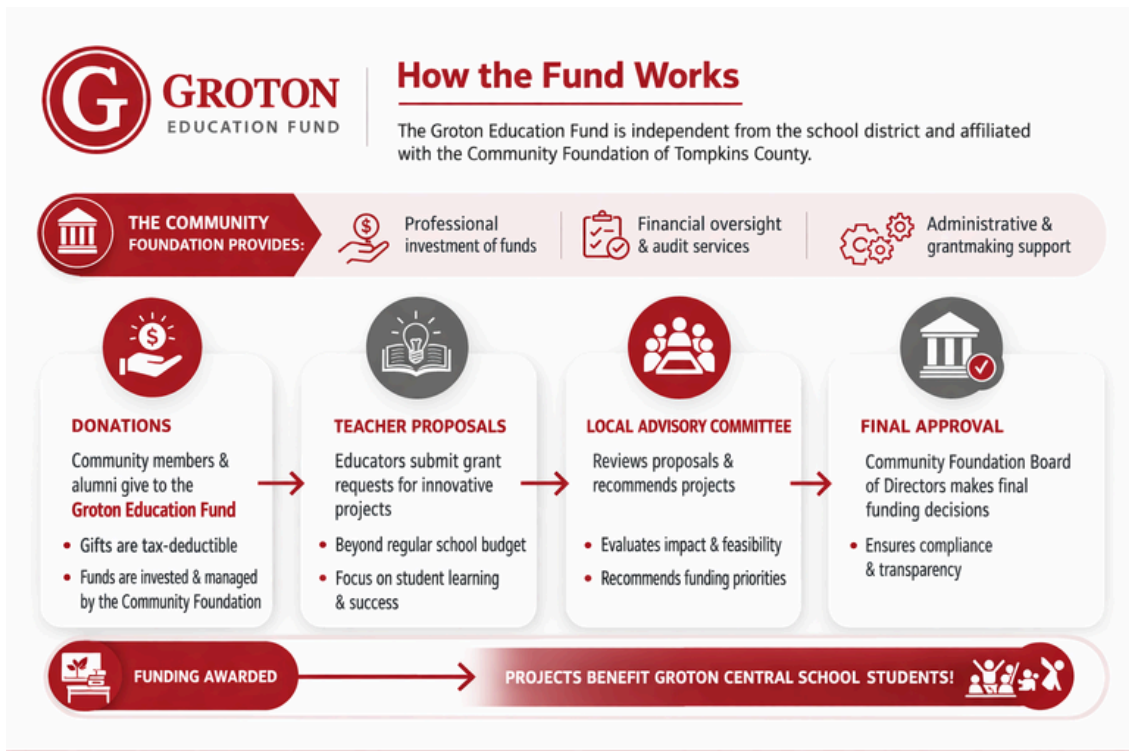 G
GROTON
EDUCATION FUND
How the Fund Works
The Groton Education Fund is independent from the school district and affiliated
with the Community Foundation of Tompkins County.
THE COMMUNITY
FOUNDATION PROVIDES:
$
Professional
investment of funds
Financial oversight
& audit services
Administrative &
grantmaking support
$
DONATIONS
Community members &
alumni give to the
Groton Education Fund
• Gifts are tax-deductible
• Funds are invested & managed
by the Community Foundation
TEACHER PROPOSALS
Educators submit grant
requests for innovative
projects
• Beyond regular school budget
• Focus on student learning
& success
LOCAL ADVISORY COMMITTEE
Reviews proposals &
recommends projects
• Evaluates impact & feasibility
• Recommends funding priorities
FINAL APPROVAL
Community Foundation Board
of Directors makes final
funding decisions
• Ensures compliance
& transparency
FUNDING AWARDED
PROJECTS BENEFIT GROTON CENTRAL SCHOOL STUDENTS!